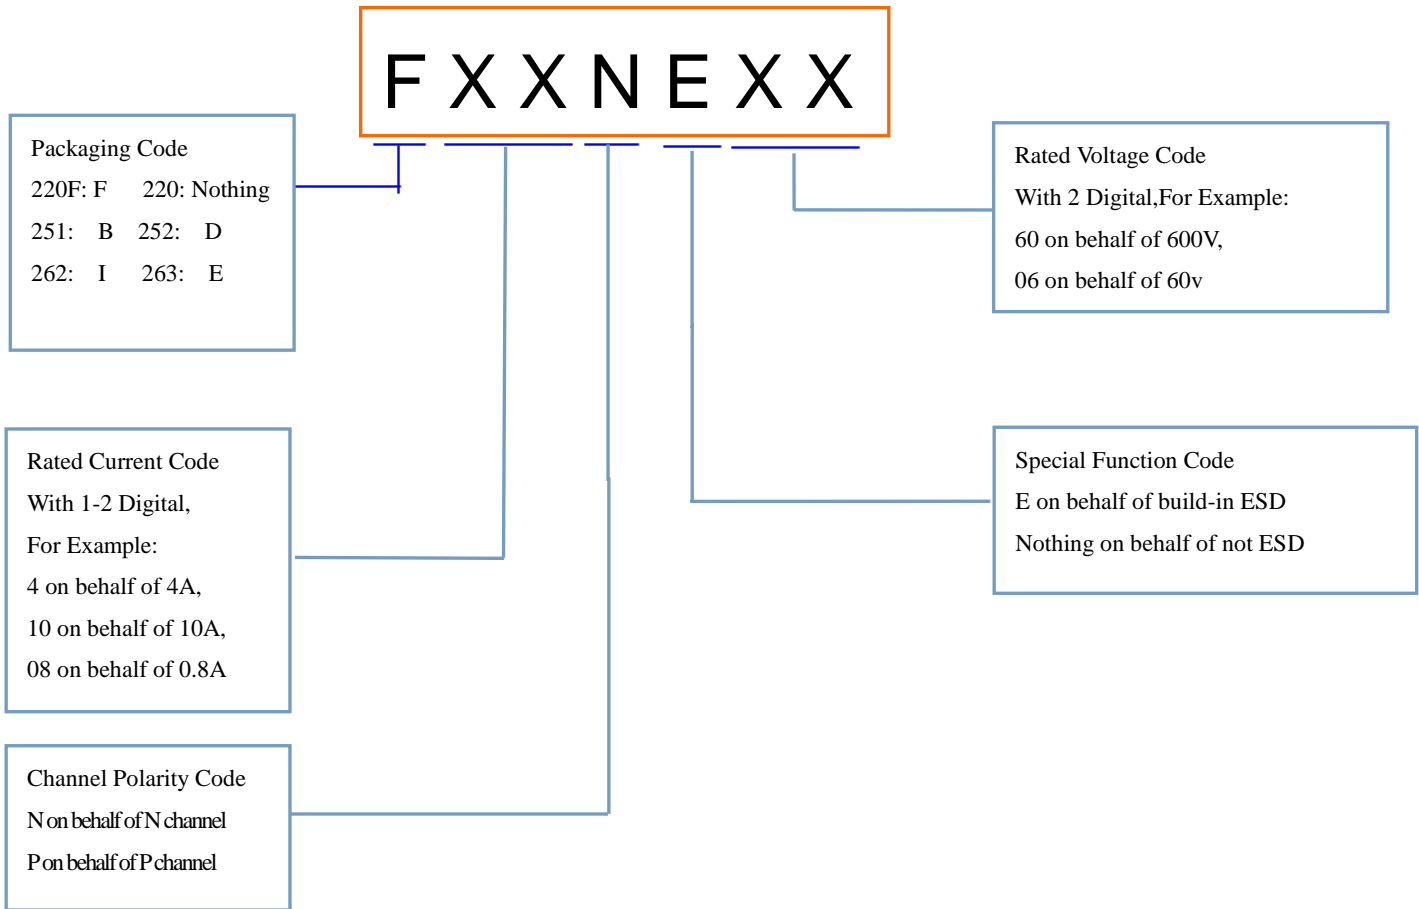 F X X N E X X
Packaging Code
220F: F 220: Nothing
251: B 252: D
262: I 263: E
Rated Voltage Code
With 2 Digital,For Example:
60 on behalf of 600V,
06 on behalf of 60v
Rated Current Code
With 1-2 Digital,
For Example:
4 on behalf of 4A,
10 on behalf of 10A,
08 on behalf of 0.8A
Special Function Code
E on behalf of build-in ESD
Nothing on behalf of not ESD
Channel Polarity Code
N on behalf of N channel
P on behalf of P channel